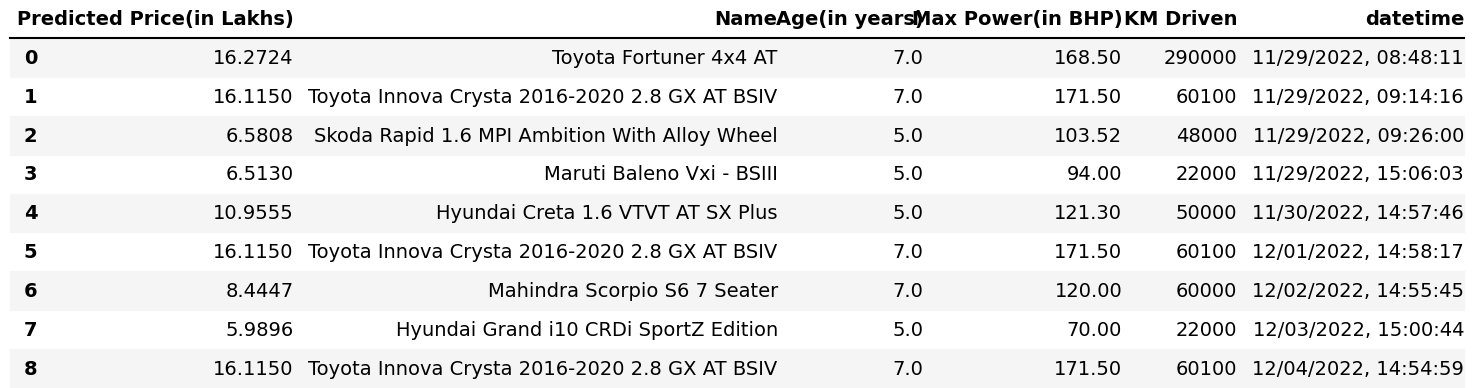 Predicted Price(in Lakhs) Name Age(in years) Max Power(in BHP) KM Driven datetime
0 16.2724 Toyota Fortuner 4x4 AT 7.0 168.50 290000 11/29/2022, 08:48:11
1 16.1150 Toyota Innova Crysta 2016-2020 2.8 GX AT BSIV 7.0 171.50 60100 11/29/2022, 09:14:16
2 6.5808 Skoda Rapid 1.6 MPI Ambition With Alloy Wheel 5.0 103.52 48000 11/29/2022, 09:26:00
3 6.5130 Maruti Baleno Vxi - BSIII 5.0 94.00 22000 11/29/2022, 15:06:03
4 10.9555 Hyundai Creta 1.6 VTVT AT SX Plus 5.0 121.30 50000 11/30/2022, 14:57:46
5 16.1150 Toyota Innova Crysta 2016-2020 2.8 GX AT BSIV 7.0 171.50 60100 12/01/2022, 14:58:17
6 8.4447 Mahindra Scorpio S6 7 Seater 7.0 120.00 60000 12/02/2022, 14:55:45
7 5.9896 Hyundai Grand i10 CRDi SportZ Edition 5.0 70.00 22000 12/03/2022, 15:00:44
8 16.1150 Toyota Innova Crysta 2016-2020 2.8 GX AT BSIV 7.0 171.50 60100 12/04/2022, 14:54:59